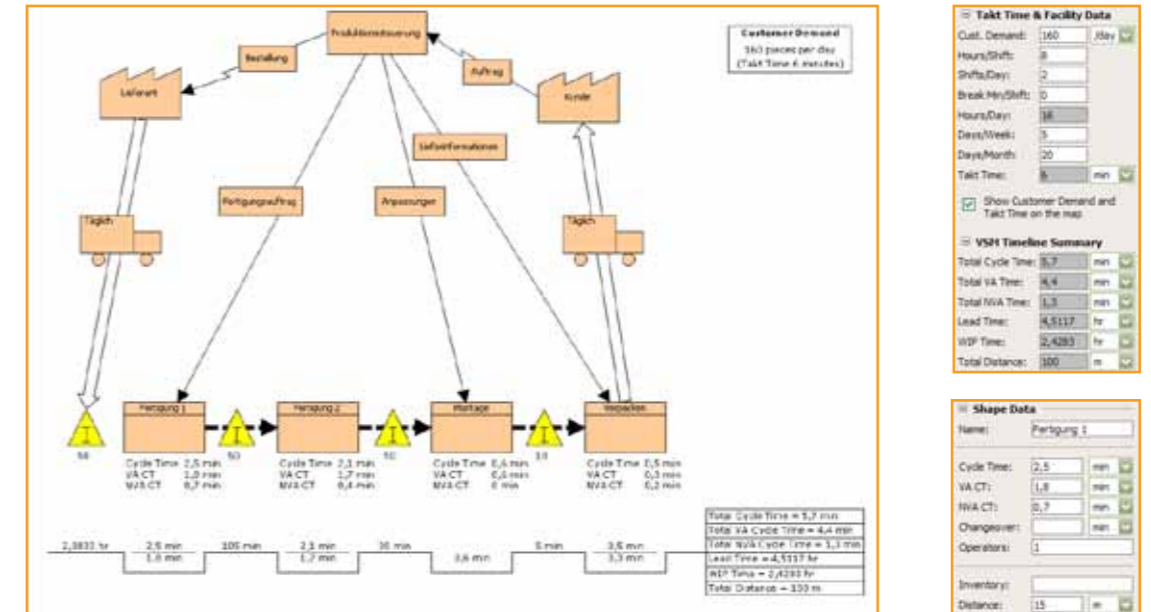 Produktionssteuerung
Customer Demand
160 pieces per day
(Takt Time 6 minutes)
Bestellung
Auftrag
Lieferant
Kunde
Lieferinformationen
Fertigungsauftrag
Anpassungen
Täglich
Täglich
Fertigung 1
Fertigung 2
Montage
Verpacken
I
I
I
I
50
10
Cycle Time 2,5 min
VA CT 1,8 min
NVA CT 0,7 min
Cycle Time 2,1 min
VA CT 1,7 min
NVA CT 0,4 min
Cycle Time 0,6 min
VA CT 0,6 min
NVA CT 0 min
Cycle Time 0,5 min
VA CT 0,3 min
NVA CT 0,2 min
2,0833 hr
2,5 min
1,8 min
105 min
2,1 min
1,7 min
min
5 min
Total Cycle Time = 5,7 min
Total VA Cycle Time = 4,4 min
Total NVA Cycle Time = 1,3 min
Lead Time = 4,5117 hr
WIP Time = 2,4283 hr
Total Distance = 100 m
Takt Time & Facility Data
Cust. Demand: 160 /day
Hours/Shift: 8
Shifts/Day: 2
Break Min/Shift: 0
Hours/Day: 16
Days/Week: 5
Days/Month: 20
Takt Time: 6 min
Show Customer Demand and
Takt Time on the map
VSM Timeline Summary
Total Cycle Time: 5,7 min
Total VA Time: 4,4 min
Total NVA Time: 1,3 min
Lead Time: 4,5117 hr
WIP Time: 2,4283 hr
Total Distance: 100 m
Shape Data
Name: Fertigung 1
Cycle Time: 2,5 min
VA CT: 1,8 min
NVA CT: 0,7 min
Changeover: min
Operators: 1
Inventory:
Distance: 15 m